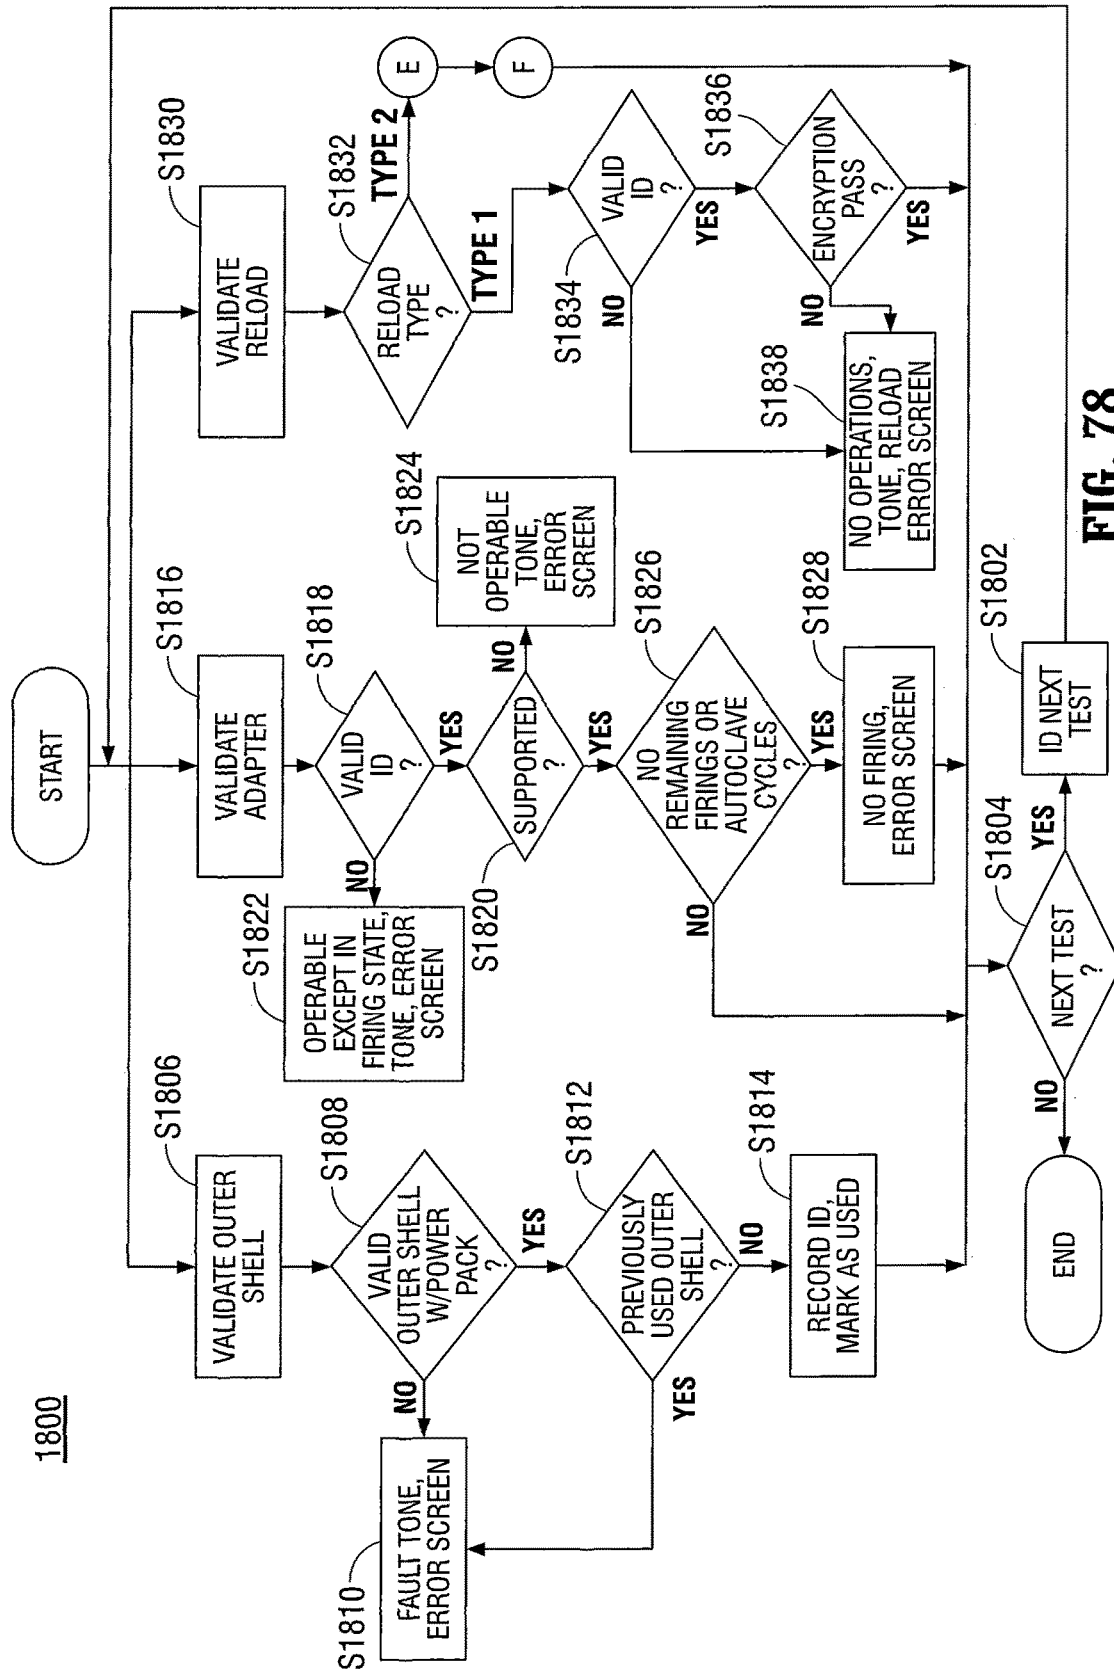 1800
START
S1806
VALIDATE OUTER
SHELL
S1808
VALID
OUTER SHELL
W/POWER
PACK
?
NO
YES
S1810
FAULT TONE,
ERROR SCREEN
S1812
PREVIOUSLY
USED OUTER
SHELL
?
YES
NO
S1814
RECORD ID,
MARK AS USED
S1816
VALIDATE
ADAPTER
S1818
VALID
ID
?
NO
YES
S1822
OPERABLE
EXCEPT IN
FIRING STATE,
TONE, ERROR
SCREEN
S1820
SUPPORTED
?
NO
YES
S1824
NOT
OPERABLE
TONE,
ERROR
SCREEN
S1826
NO
REMAINING
FIRINGS OR
AUTOCLAVE
CYCLES
?
NO
YES
S1828
NO FIRING,
ERROR SCREEN
S1830
VALIDATE
RELOAD
S1832
RELOAD
TYPE
?
TYPE 2
TYPE 1
E
F
S1834
VALID
ID
?
NO
YES
S1836
ENCRYPTION
PASS
?
NO
YES
S1838
NO OPERATIONS,
TONE, RELOAD
ERROR SCREEN
S1804
NEXT TEST
?
NO
YES
S1802
ID NEXT
TEST
END
FIG. 78